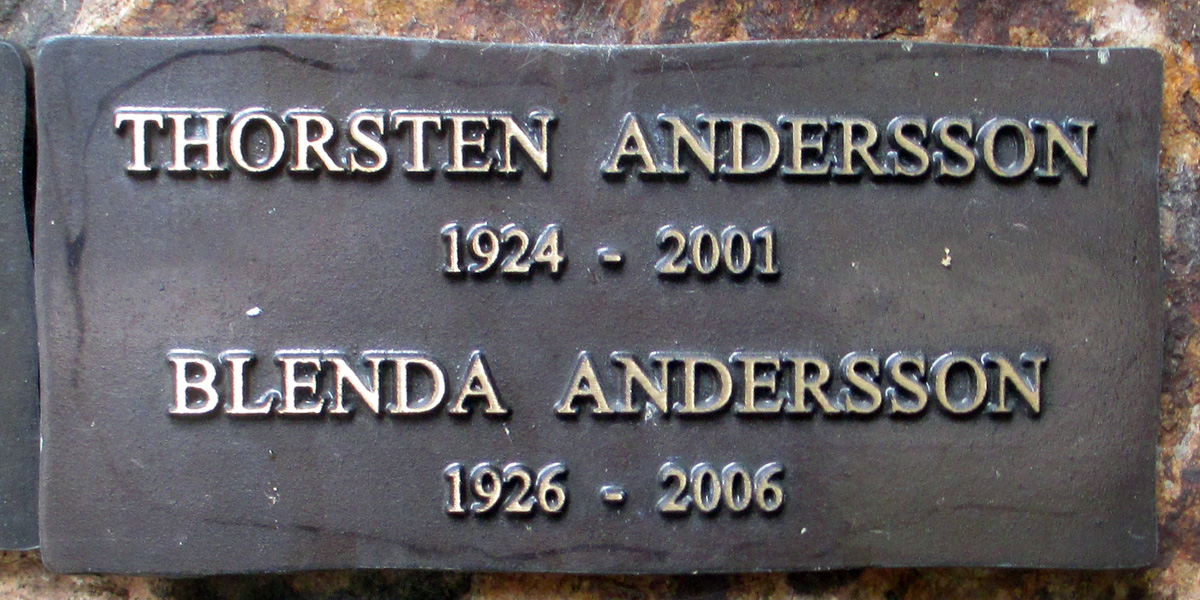 THORSTEN ANDERSSON
1924 - 2001
BLENDA ANDERSSON
1926 - 2006